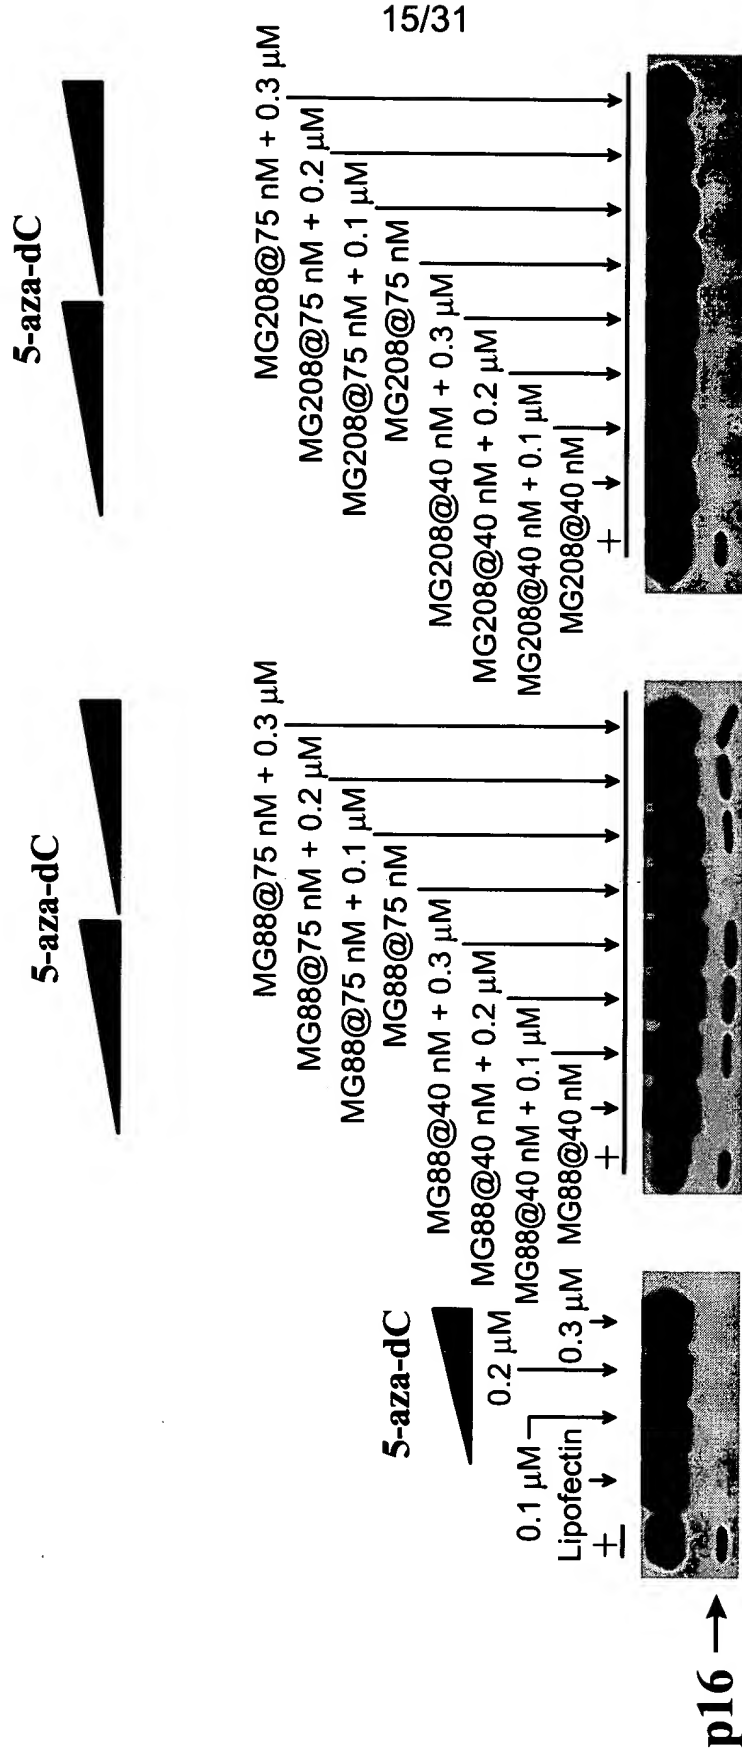 15/31
5-aza-dC
0.1 μM
0.2 μM
0.3 μM
Lipofectin
+
5-aza-dC
MG88@75 nM + 0.3 μM
MG88@75 nM + 0.2 μM
MG88@75 nM + 0.1 μM
MG88@75 nM
MG88@40 nM + 0.3 μM
MG88@40 nM + 0.2 μM
MG88@40 nM + 0.1 μM
MG88@40 nM
+
5-aza-dC
MG208@75 nM + 0.3 μM
MG208@75 nM + 0.2 μM
MG208@75 nM + 0.1 μM
MG208@75 nM
MG208@40 nM + 0.3 μM
MG208@40 nM + 0.2 μM
MG208@40 nM + 0.1 μM
MG208@40 nM
+
p16